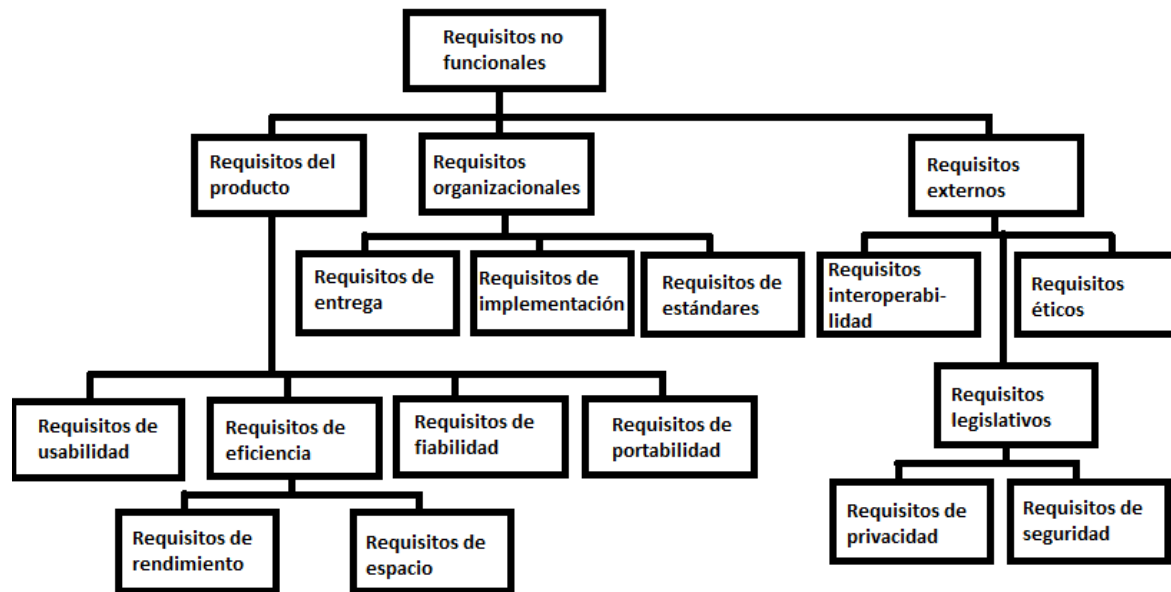 Requisitos no
funcionales
Requisitos del
producto
Requisitos
organizacionales
Requisitos
externos
Requisitos de
entrega
Requisitos de
implementación
Requisitos de
estándares
Requisitos
interoperabi-
lidad
Requisitos
éticos
Requisitos de
usabilidad
Requisitos de
eficiencia
Requisitos de
fiabilidad
Requisitos de
portabilidad
Requisitos
legislativos
Requisitos de
rendimiento
Requisitos de
espacio
Requisitos de
privacidad
Requisitos de
seguridad